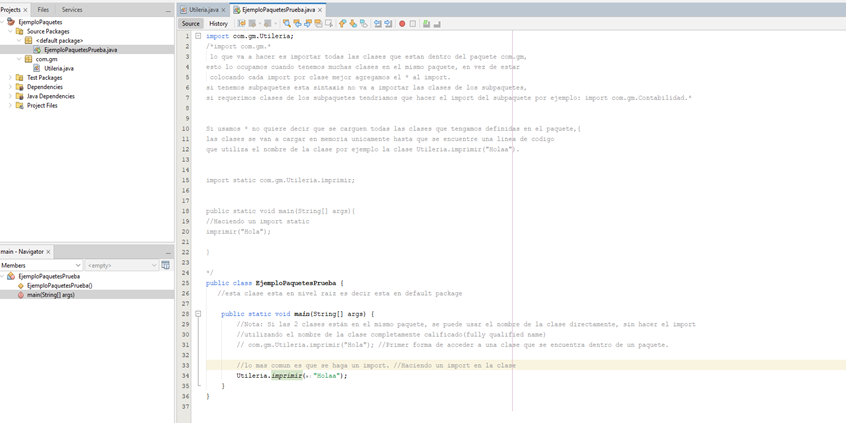 Projects × Files Services
EjemploPaquetes
Source Packages
<default package>
EjemploPaquetesPrueba.java
com.gm
Utileria.java
Test Packages
Dependencies
Java Dependencies
Project Files
main - Navigator ×
Members <empty>
EjemploPaquetesPrueba
EjemploPaquetesPrueba()
main(String[] args)
Utileria.java × EjemploPaquetesPrueba.java ×
Source History
1 import com.gm.Utileria;
2 /*import com.gm.*
3 lo que va a hacer es importar todas las clases que estan dentro del paquete com.gm,
4 esto lo ocupamos cuando tenemos muchas clases en el mismo paquete, en vez de estar
5 colocando cada import por clase mejor agregamos el * al import.
6 si tenemos subpaquetes esta sintaxis no va a importar las clases de los subpaquetes,
7 si requerimos clases de los subpaquetes tendriamos que hacer el import del subpaquete por ejemplo: import com.gm.Contabilidad.*
8
9
10 Si usamos * no quiere decir que se carguen todas las clases que tengamos definidas en el paquete,
11 las clases se van a cargar en memoria unicamente hasta que se encuentre una linea de codigo
12 que utiliza el nombre de la clase por ejemplo la clase Utileria.imprimir("Holaa").
13
14
15 import static com.gm.Utileria.imprimir;
16
17
18 public static void main(String[] args){
19 //Haciendo un import static
20 imprimir("Hola");
21
22 }
23
24 */
25 public class EjemploPaquetesPrueba {
26 //esta clase esta en nivel raiz es decir esta en default package
27
28 public static void main(String[] args) {
29 //Nota: Si las 2 clases están en el mismo paquete, se puede usar el nombre de la clase directamente, sin hacer el import
30 //utilizando el nombre de la clase completamente calificado(fully qualified name)
31 // com.gm.Utileria.imprimir("Hola"); //Primer forma de acceder a una clase que se encuentra dentro de un paquete.
32
33 //lo mas comun es que se haga un import. //Haciendo un import en la clase
34 Utileria.imprimir( "Holaa");
35 }
36 }
37